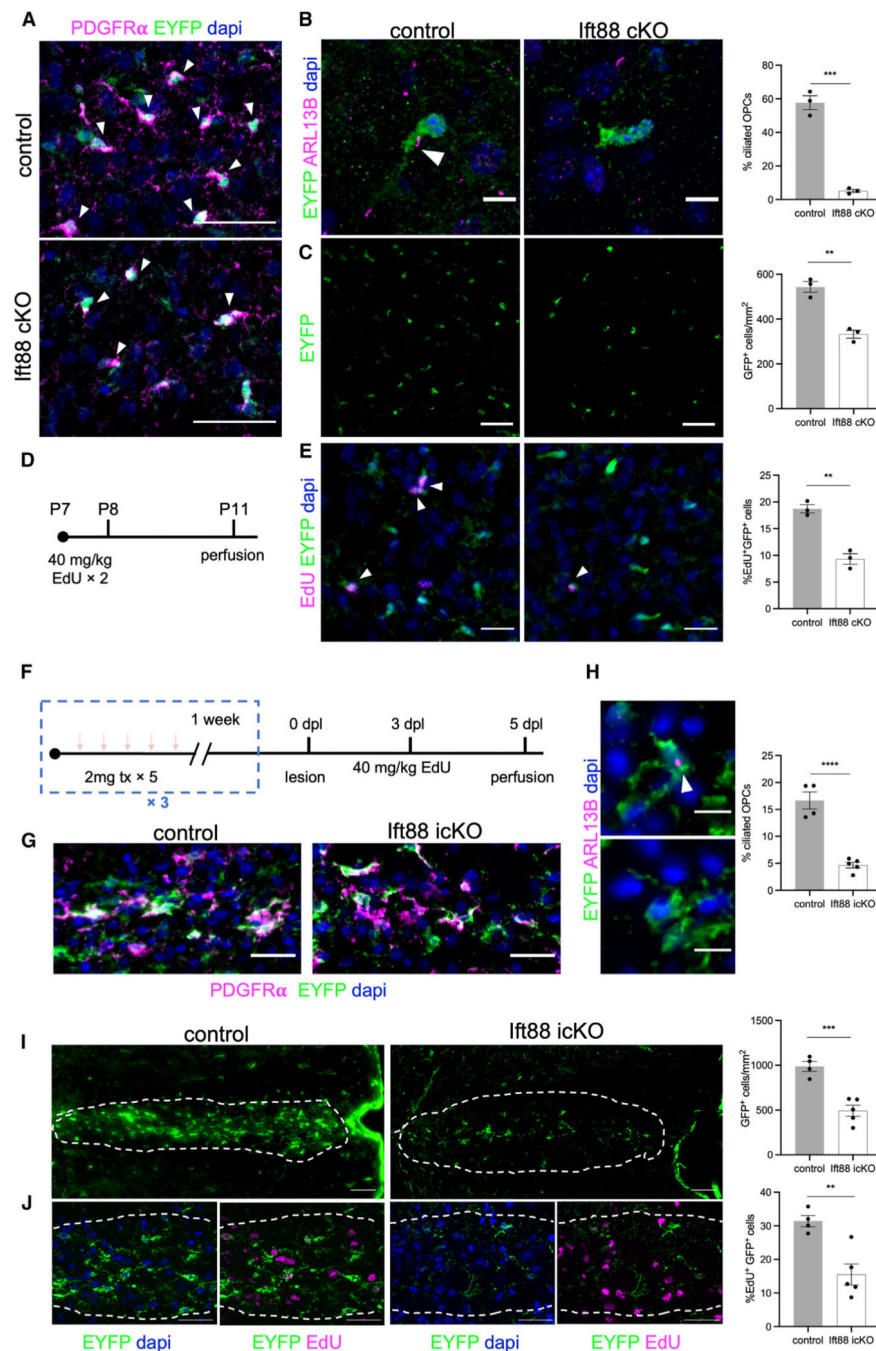 A
PDGFRα EYFP dapi
control
Ift88 cKO
B
control
Ift88 cKO
EYFP ARL13B dapi
% ciliated OPCs
80
60
40
20
0
***
control
Ift88 cKO
C
EYFP
GFP⁺ cells/mm²
600
400
200
0
**
control
Ift88 cKO
D
P7
P8
P11
40 mg/kg
EdU × 2
perfusion
E
EdU EYFP dapi
%EdU⁺GFP⁺ cells
25
20
15
10
5
0
**
control
Ift88 cKO
F
1 week
2mg tx × 5
× 3
0 dpl
3 dpl
5 dpl
lesion
40 mg/kg EdU
perfusion
G
control
Ift88 icKO
PDGFRα EYFP dapi
H
EYFP ARL13B dapi
% ciliated OPCs
25
20
15
10
5
0
****
control
Ift88 icKO
I
control
Ift88 icKO
GFP⁺ cells/mm²
1500
1000
500
0
***
control
Ift88 icKO
J
EYFP dapi
EYFP EdU
EYFP dapi
EYFP EdU
%EdU⁺ GFP⁺ cells
40
30
20
10
0
**
control
Ift88 icKO